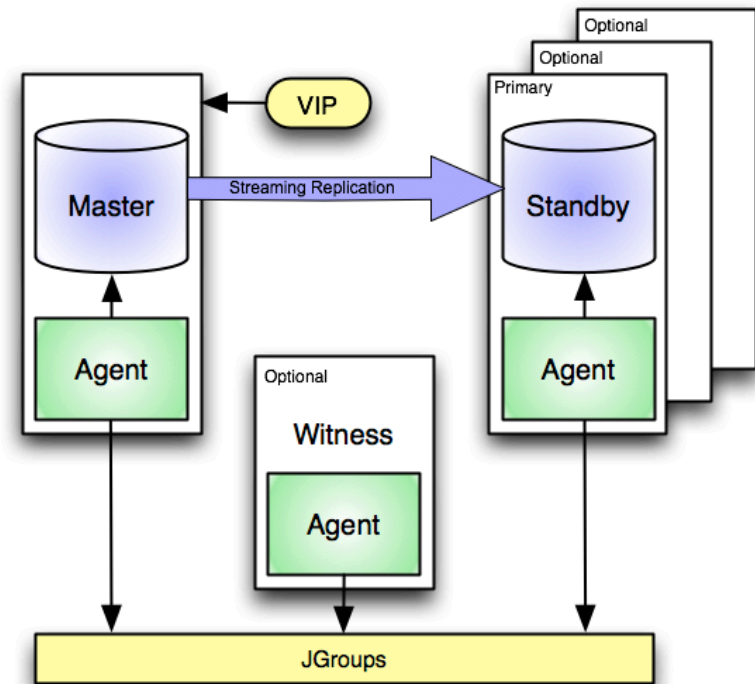 Optional
Optional
Primary
VIP
Master
Streaming Replication
Standby
Agent
Agent
Optional
Witness
Agent
JGroups